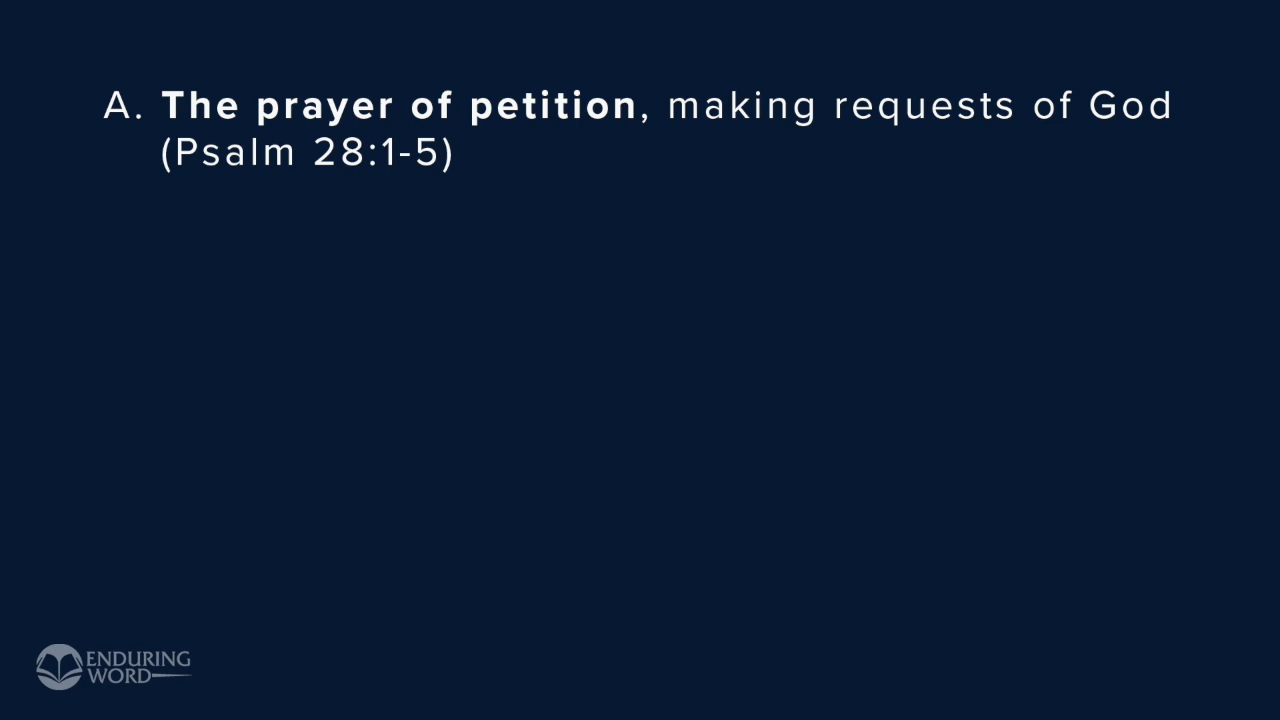 A. The prayer of petition, making requests of God
(Psalm 28:1-5)
ENDURING
WORD